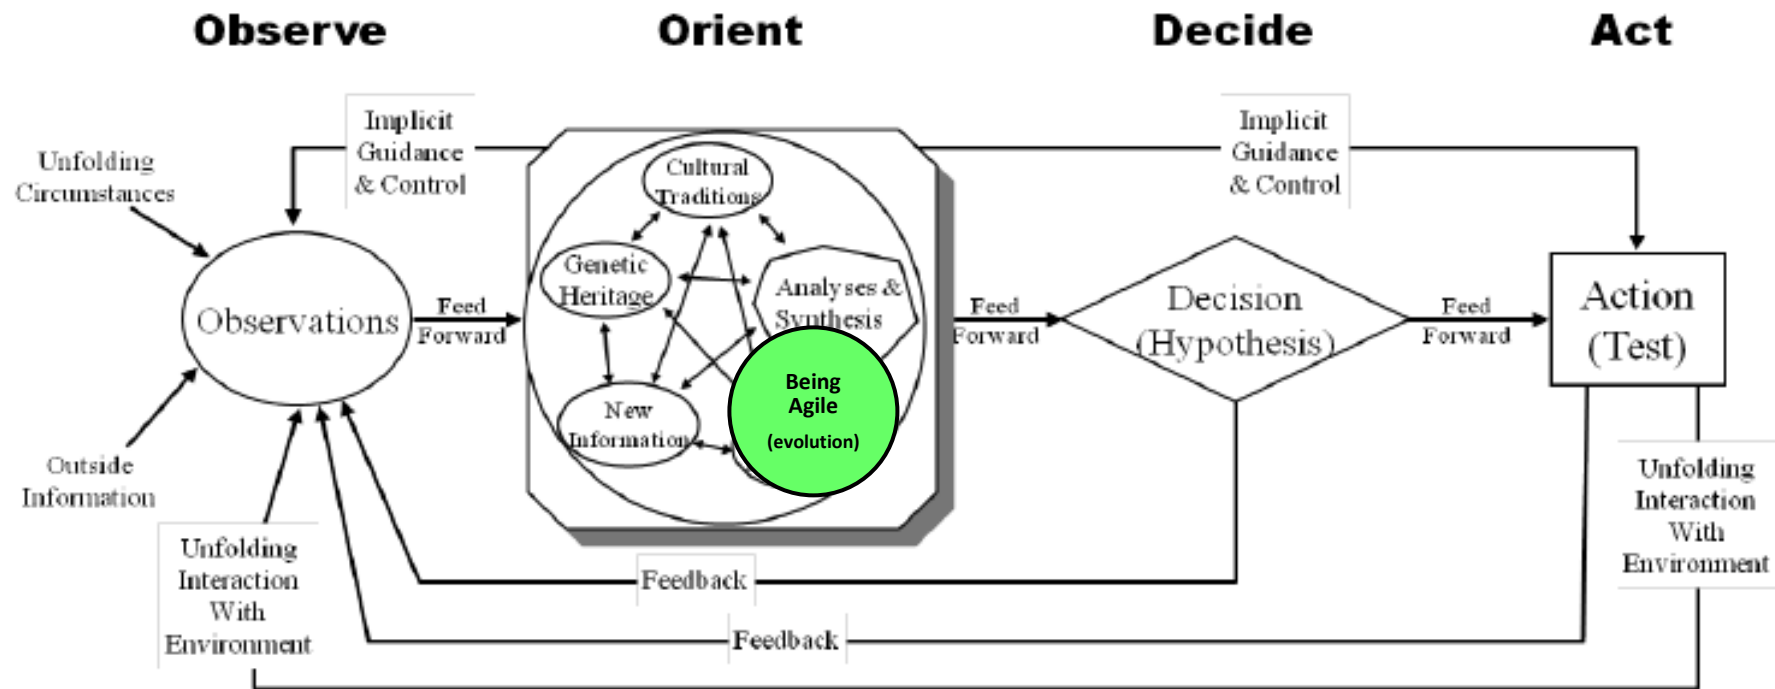 Observe
Orient
Decide
Act
Implicit
Guidance
& Control
Implicit
Guidance
& Control
Unfolding
Circumstances
Cultural
Traditions
Genetic
Heritage
Analyses &
Synthesis
Observations
Feed
Forward
Feed
Forward
Decision
(Hypothesis)
Feed
Forward
Action
(Test)
Being
Agile
(evolution)
New
Information
Outside
Information
Unfolding
Interaction
With
Environment
Unfolding
Interaction
With
Environment
Feedback
Feedback